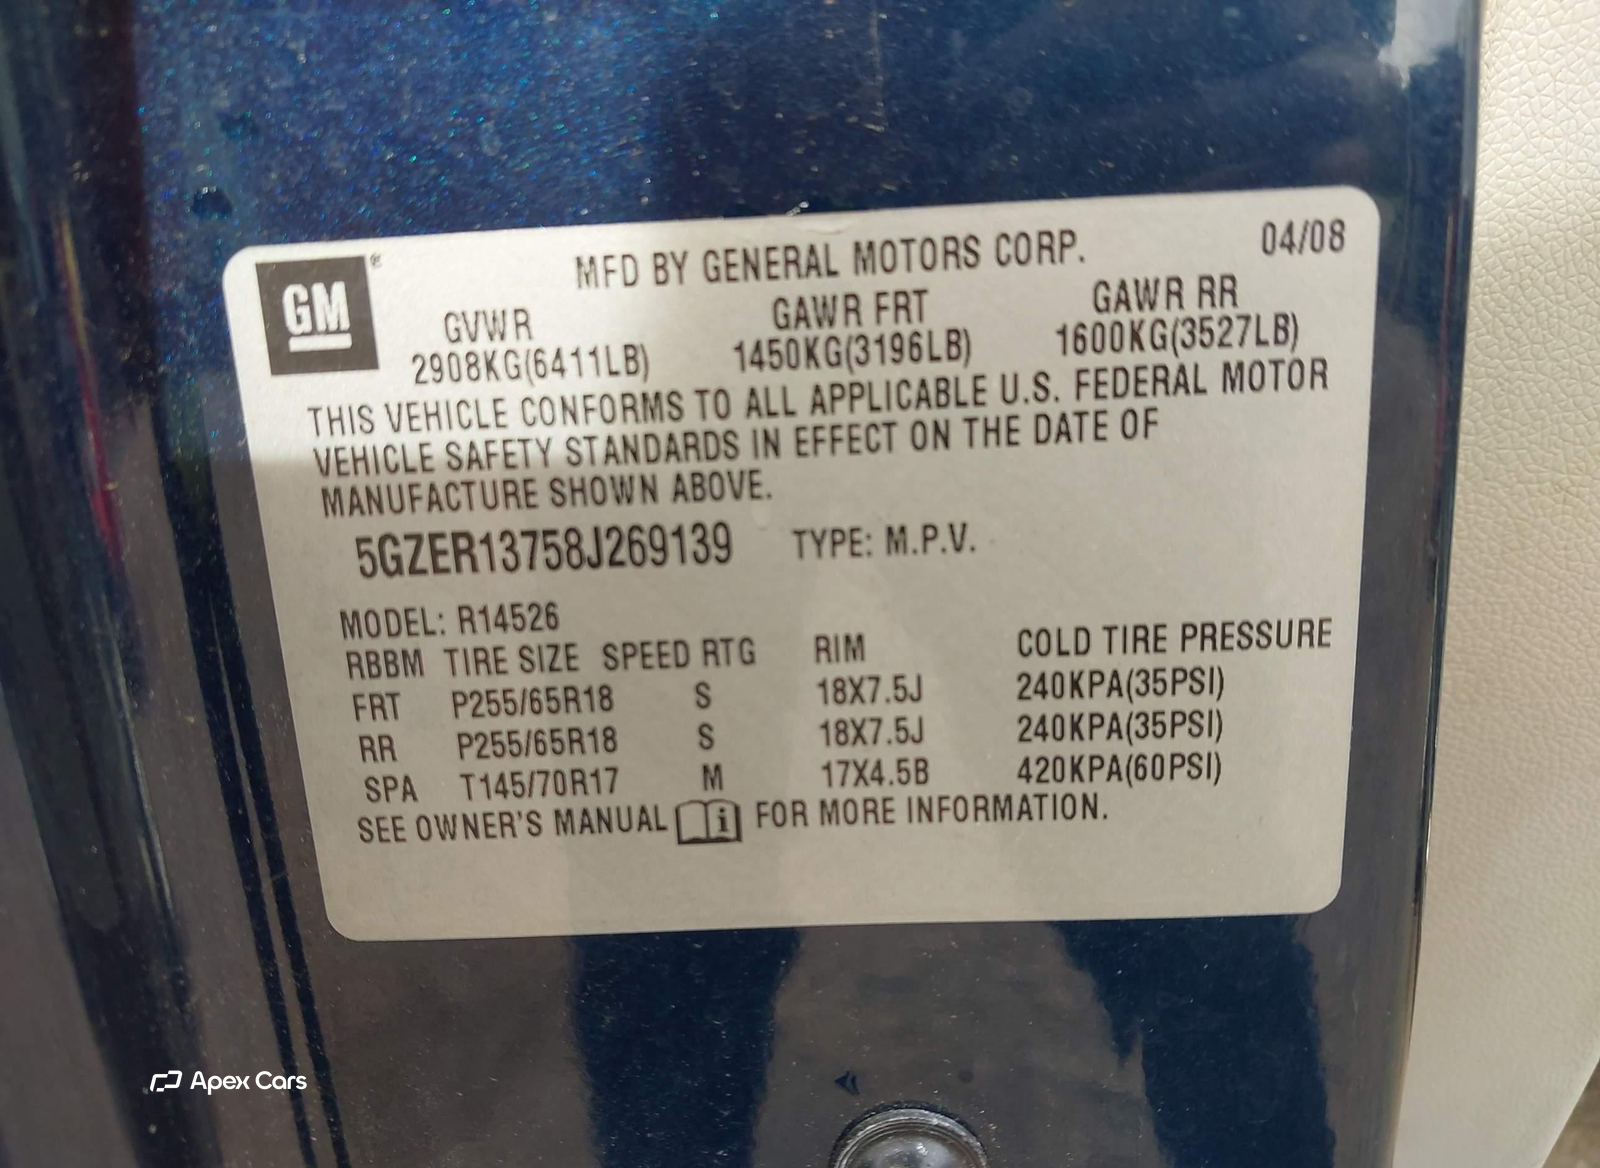 GM ®
MFD BY GENERAL MOTORS CORP. 04/08
GVWR GAWR FRT GAWR RR
2908KG(6411LB) 1450KG(3196LB) 1600KG(3527LB)
THIS VEHICLE CONFORMS TO ALL APPLICABLE U.S. FEDERAL MOTOR
VEHICLE SAFETY STANDARDS IN EFFECT ON THE DATE OF
MANUFACTURE SHOWN ABOVE.
5GZER13758J269139 TYPE: M.P.V.
MODEL: R14526
RBBM TIRE SIZE SPEED RTG RIM COLD TIRE PRESSURE
FRT P255/65R18 S 18X7.5J 240KPA(35PSI)
RR P255/65R18 S 18X7.5J 240KPA(35PSI)
SPA T145/70R17 M 17X4.5B 420KPA(60PSI)
SEE OWNER'S MANUAL i FOR MORE INFORMATION.
Apex Cars